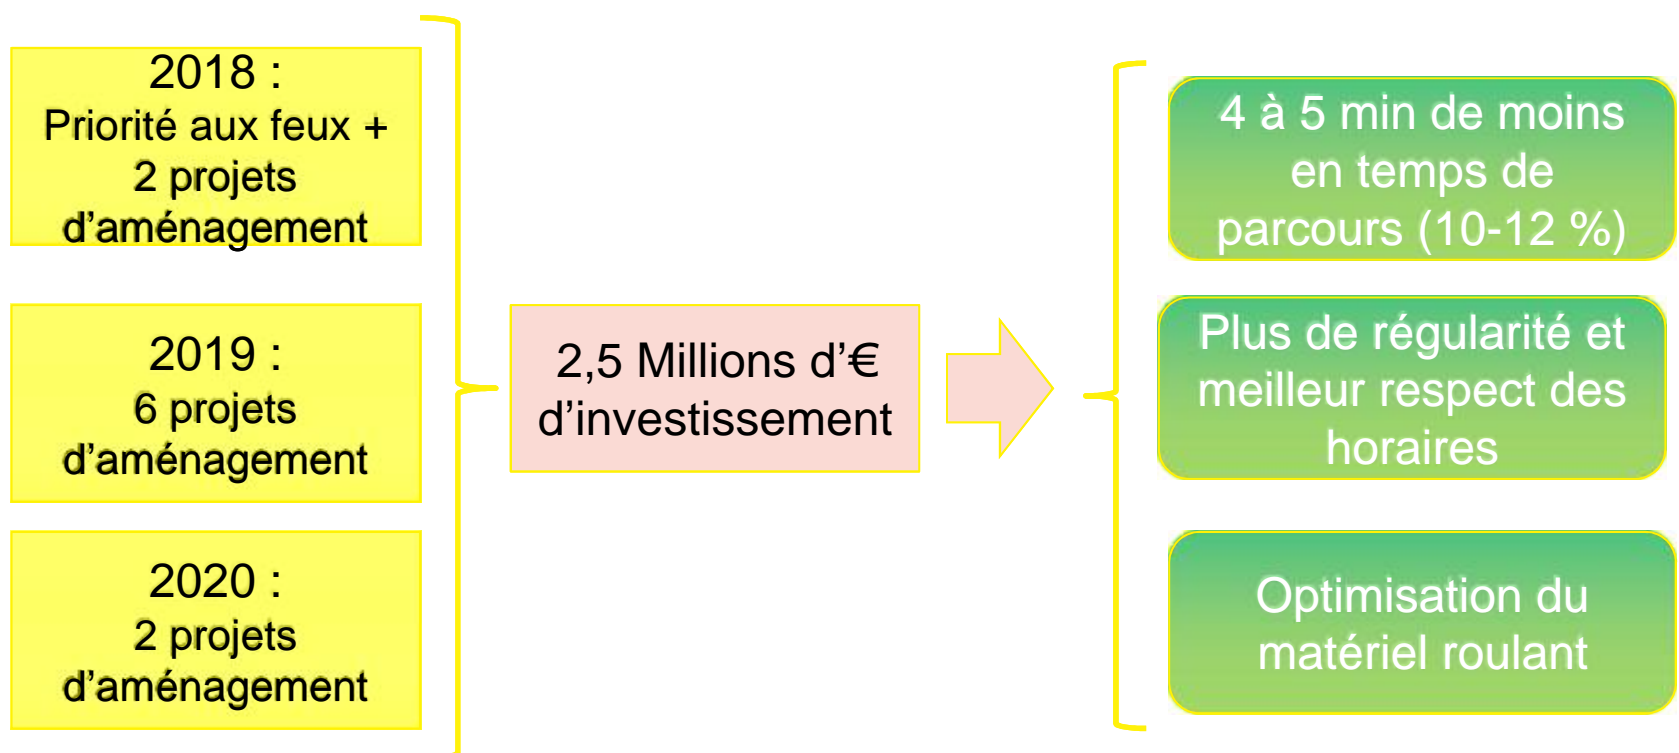 2018 :
Priorité aux feux +
2 projets
d’aménagement
2019 :
6 projets
d’aménagement
2020 :
2 projets
d’aménagement
2,5 Millions d’€
d’investissement
4 à 5 min de moins
en temps de
parcours (10-12 %)
Plus de régularité et
meilleur respect des
horaires
Optimisation du
matériel roulant